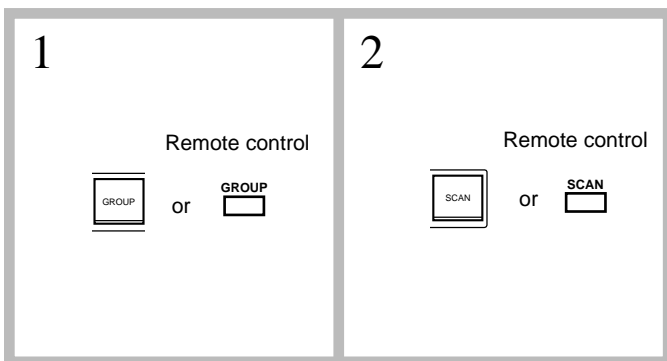 1
Remote control
GROUP
or
GROUP
2
Remote control
SCAN
or
SCAN